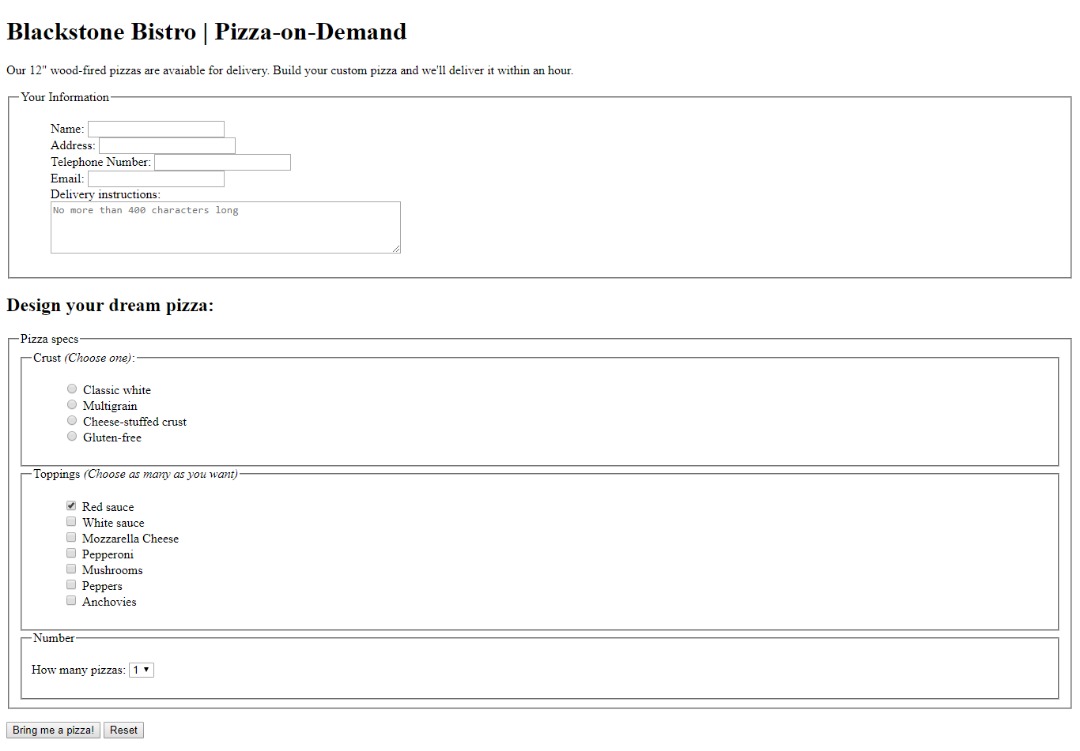 Blackstone Bistro | Pizza-on-Demand
Our 12" wood-fired pizzas are avaiable for delivery. Build your custom pizza and we'll deliver it within an hour.
Your Information
Name:
Address:
Telephone Number:
Email:
Delivery instructions:
No more than 400 characters long
Design your dream pizza:
Pizza specs
Crust (Choose one):
Classic white
Multigrain
Cheese-stuffed crust
Gluten-free
Toppings (Choose as many as you want)
Red sauce
White sauce
Mozzarella Cheese
Pepperoni
Mushrooms
Peppers
Anchovies
Number
How many pizzas: 1
Bring me a pizza! Reset